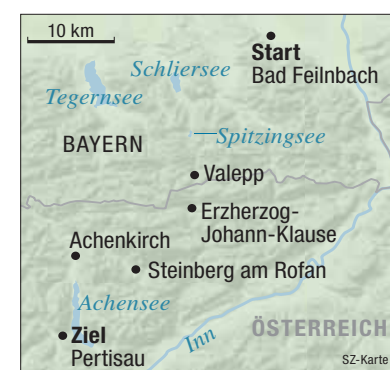 10 km
Start
Bad Feilnbach
Schliersee
Tegernsee
BAYERN
Spitzingsee
Valepp
Erzherzog-
Johann-Klause
Achenkirch
Steinberg am Rofan
Achensee
Ziel
Pertisau
Inn
ÖSTERREICH
SZ-Karte